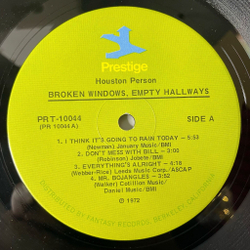 Prestige
Houston Person
BROKEN WINDOWS, EMPTY HALLWAYS
PRT-10044
(PR 10044 A)
SIDE A
1. I THINK IT'S GOING TO RAIN TODAY – 5:53
(Newman) January Music/BMI
2. DON'T MESS WITH BILL – 3:00
(Robinson) Jobete/BMI
3. EVERYTHING'S ALRIGHT – 4:18
(Webber-Rice) Leeds Music Corp./ASCAP
4. MR. BOJANGLES – 3:52
(Walker) Cotillion Music/
Daniel Music/BMI
℗ 1972
DISTRIBUTED BY FANTASY RECORDS, BERKELEY, CALIFORNIA